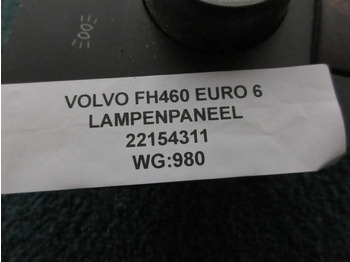 VOLVO FH460 EURO 6
LAMPENPANEEL
22154311
WG:980